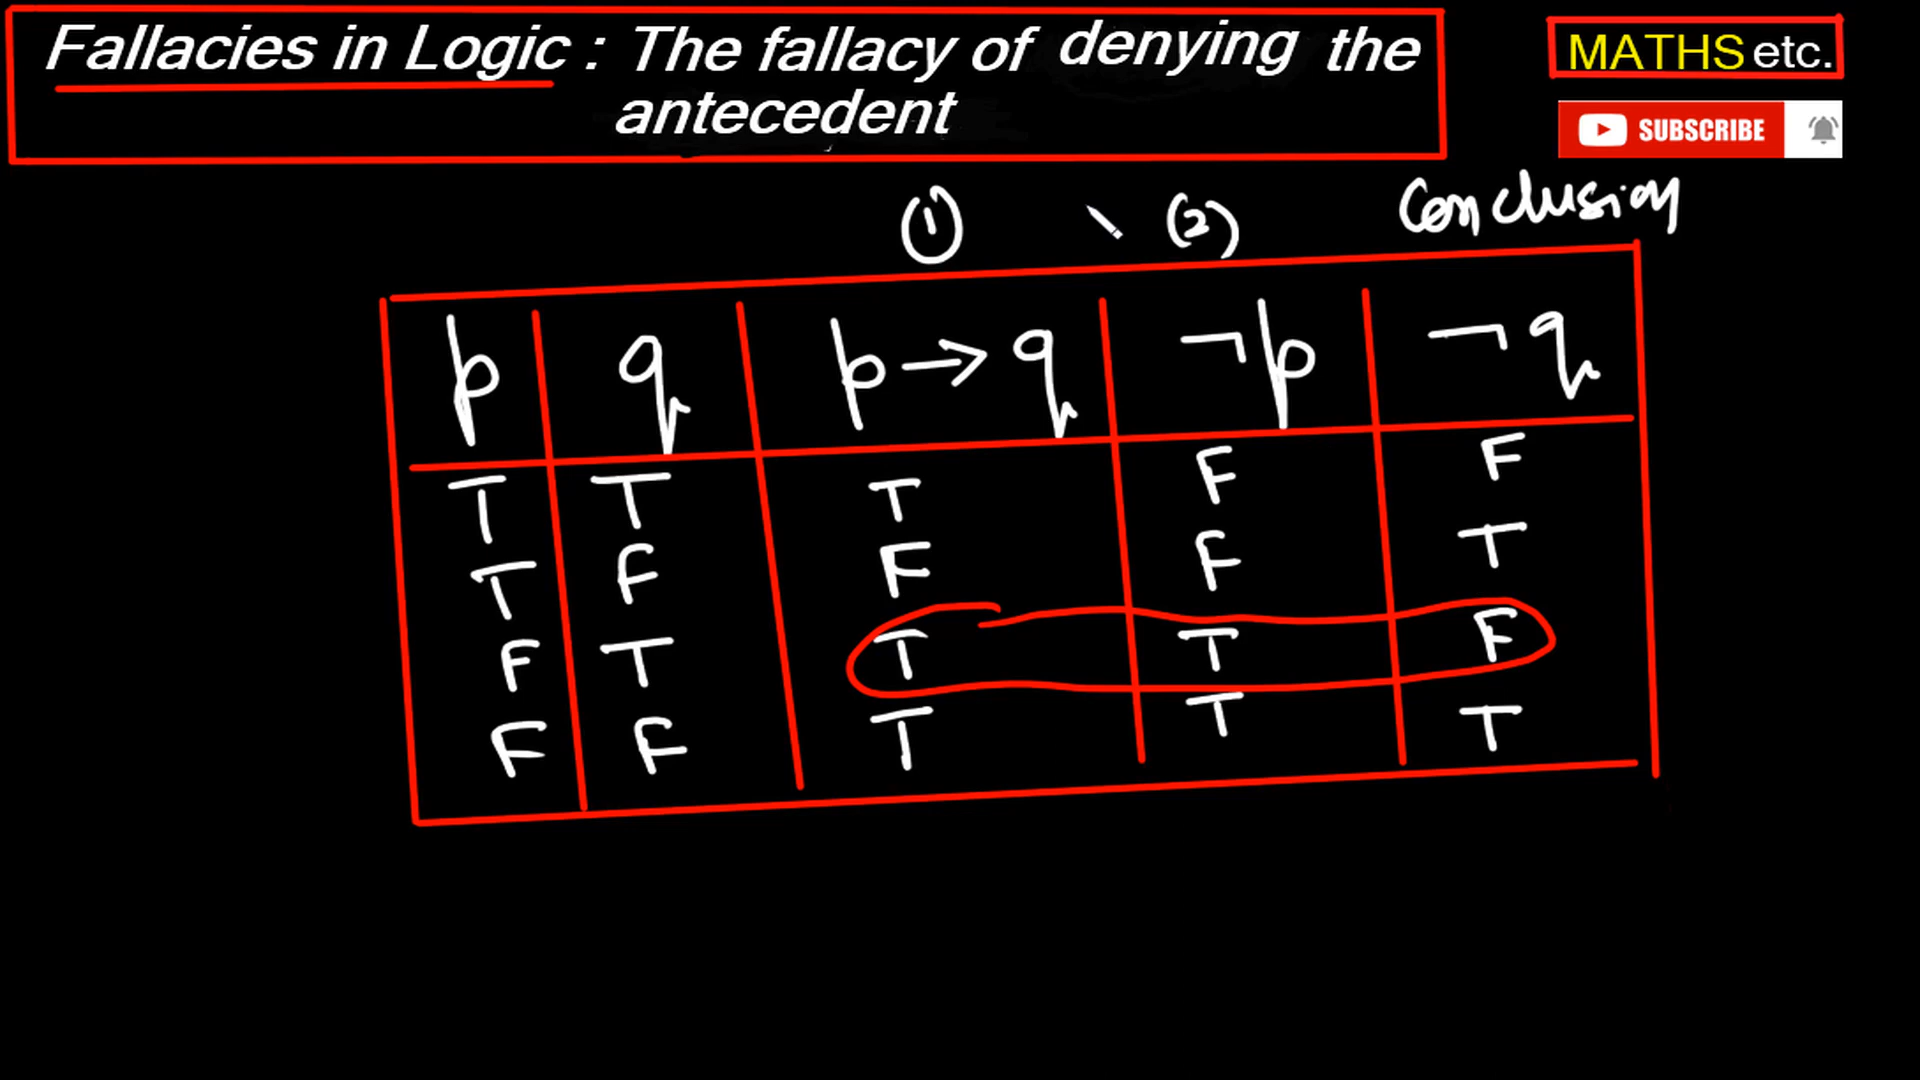 Fallacies in Logic : The fallacy of denying the
antecedent
MATHS etc.
SUBSCRIBE
(1) (2) Conclusion
p q p → q ¬p ¬q
T T T F F
T F F F T
F T T T F
F F T T T